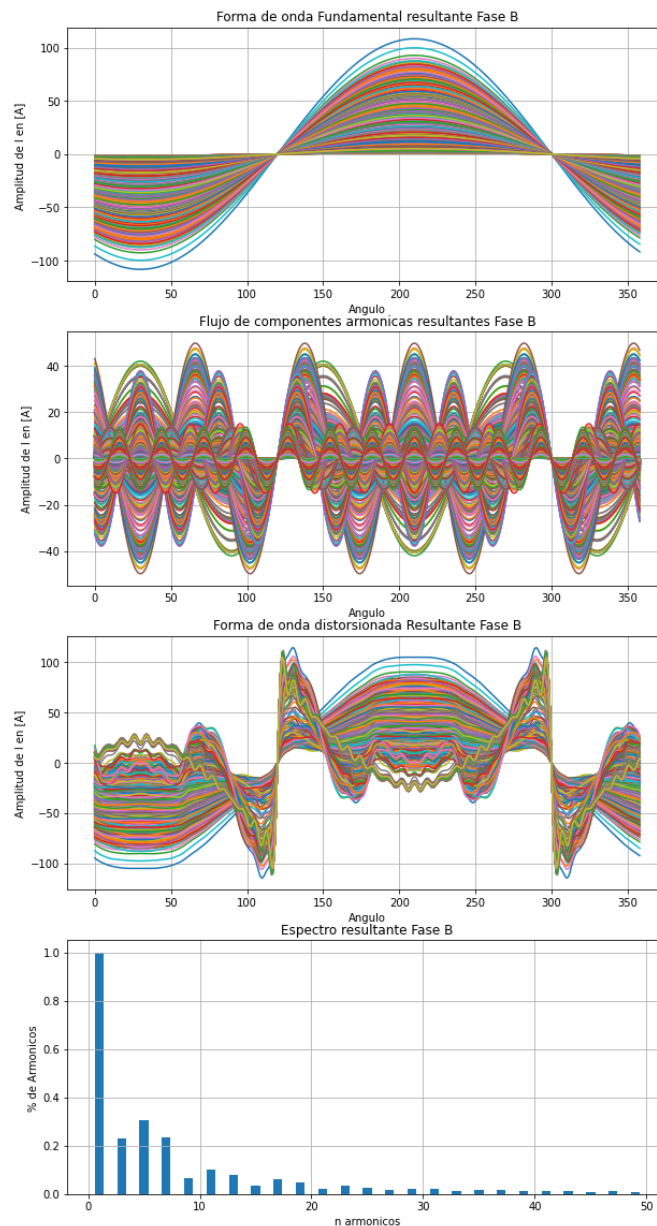 Forma de onda Fundamental resultante Fase B
Amplitud de I en [A]
100
50
0
−50
−100
0 50 100 150 200 250 300 350
Angulo
Flujo de componentes armonicas resultantes Fase B
Amplitud de I en [A]
40
20
0
−20
−40
0 50 100 150 200 250 300 350
Angulo
Forma de onda distorsionada Resultante Fase B
Amplitud de I en [A]
100
50
0
−50
−100
0 50 100 150 200 250 300 350
Angulo
Espectro resultante Fase B
% de Armonicos
1.0
0.8
0.6
0.4
0.2
0.0
0 10 20 30 40 50
n armonicos